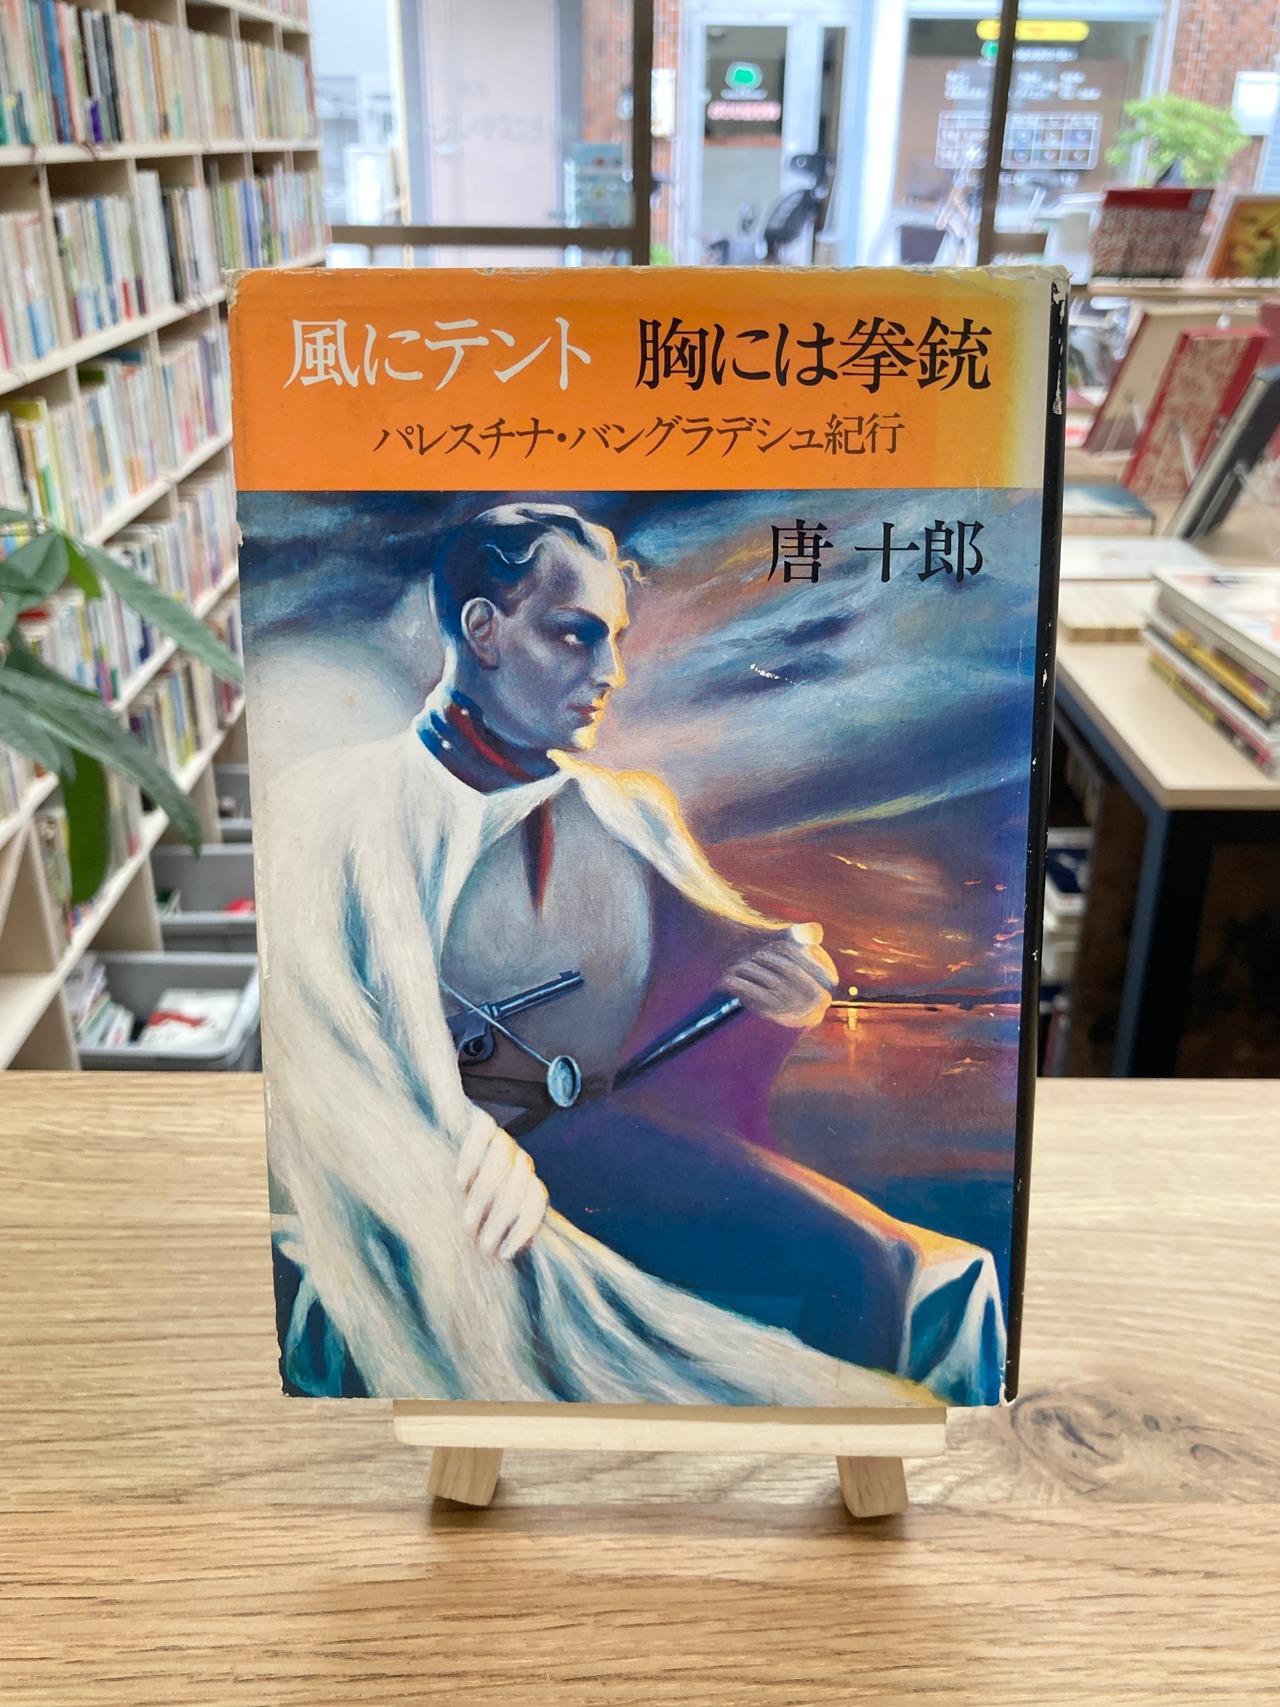 風にテント　胸には拳銃
パレスチナ・バングラデシュ紀行
唐 十郎